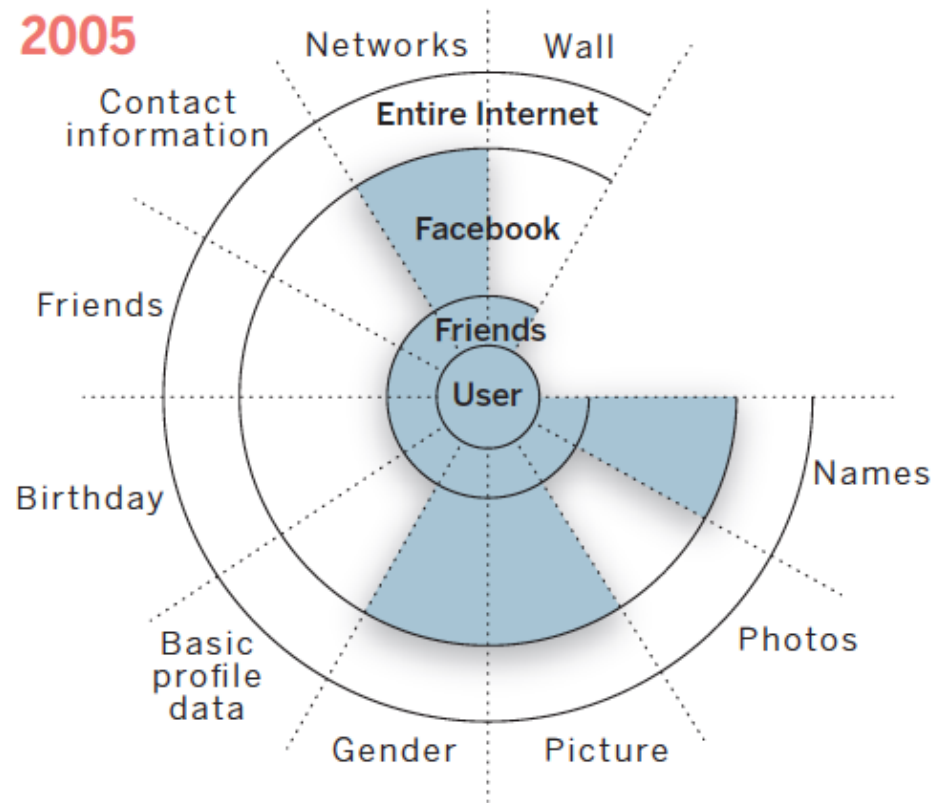 2005
Networks
Wall
Contact
information
Entire Internet
Facebook
Friends
Friends
User
Names
Birthday
Photos
Basic
profile
data
Gender
Picture